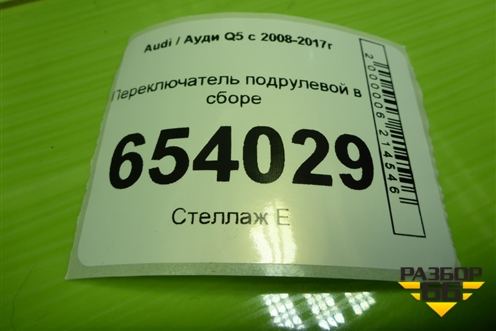 Audi / Ауди Q5 с 2008-2017г
Переключатель подрулевой в
сборе
654029
Стеллаж Е
2000006214546
РАЗБОР
66